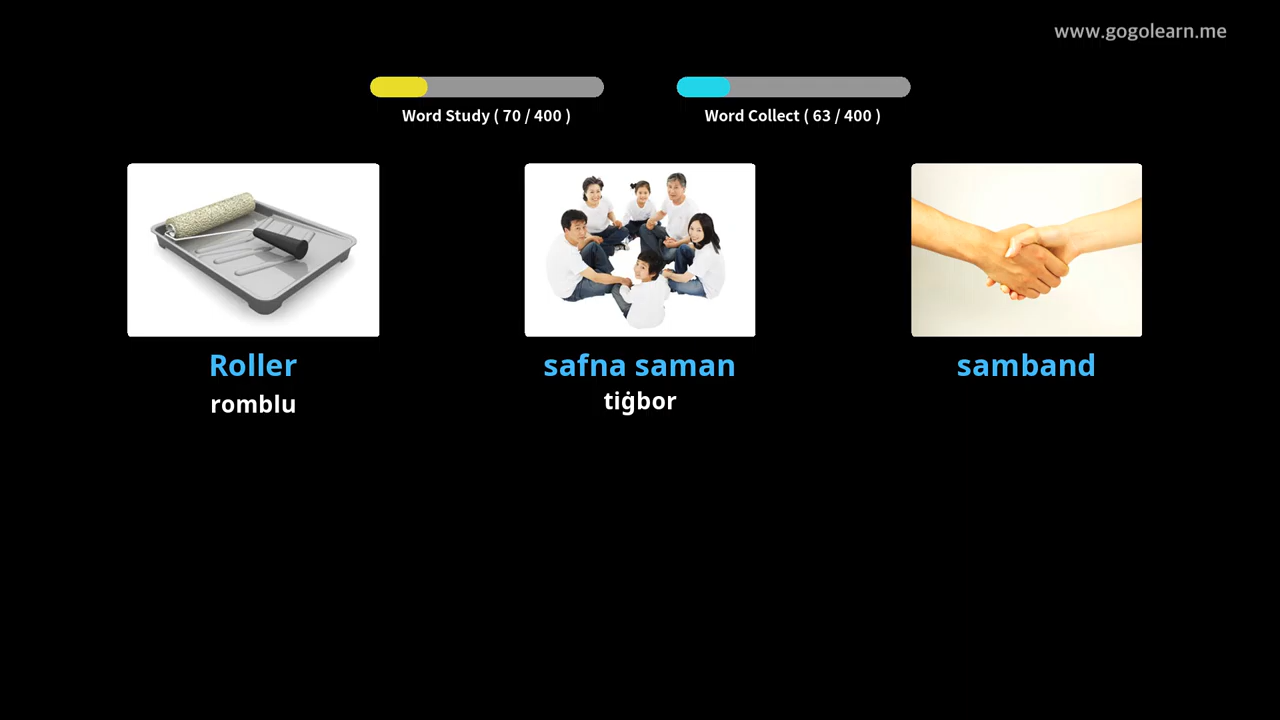 www.gogolearn.me
Word Study ( 70 / 400 )
Word Collect ( 63 / 400 )
Roller
romblu
safna saman
tiġbor
samband